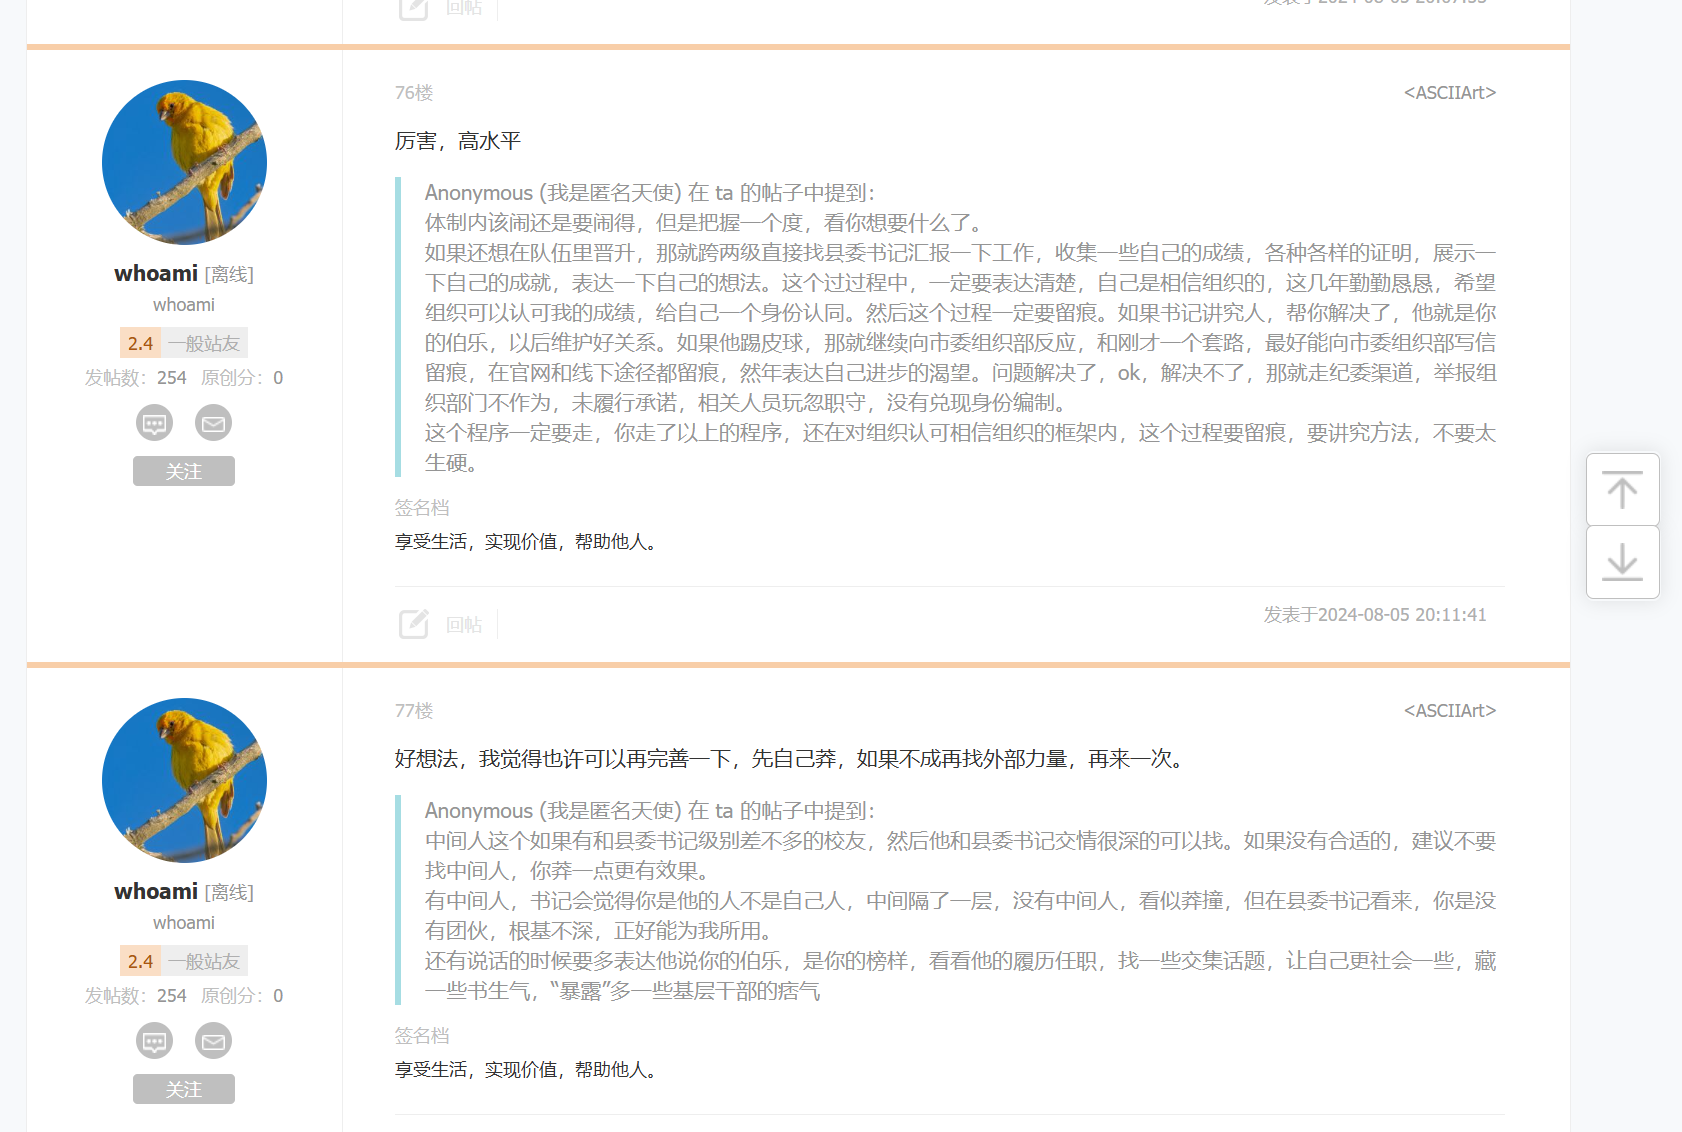 回帖
发表于2024-08-05 20:07:55
76楼
<ASCIIArt>
厉害，高水平
Anonymous (我是匿名天使) 在 ta 的帖子中提到：
体制内该闹还是要闹得，但是把握一个度，看你想要什么了。
如果还想在队伍里晋升，那就跨两级直接找县委书记汇报一下工作，收集一些自己的成绩，各种各样的证明，展示一
下自己的成就，表达一下自己的想法。这个过过程中，一定要表达清楚，自己是相信组织的，这几年勤勤恳恳，希望
组织可以认可我的成绩，给自己一个身份认同。然后这个过程一定要留痕。如果书记讲究人，帮你解决了，他就是你
的伯乐，以后维护好关系。如果他踢皮球，那就继续向市委组织部反应，和刚才一个套路，最好能向市委组织部写信
留痕，在官网和线下途径都留痕，然年表达自己进步的渴望。问题解决了，ok，解决不了，那就走纪委渠道，举报组
织部门不作为，未履行承诺，相关人员玩忽职守，没有兑现身份编制。
这个程序一定要走，你走了以上的程序，还在对组织认可相信组织的框架内，这个过程要留痕，要讲究方法，不要太
生硬。
签名档
享受生活，实现价值，帮助他人。
whoami [离线]
whoami
2.4 一般站友
发帖数：254 原创分：0
关注
回帖
发表于2024-08-05 20:11:41
77楼
<ASCIIArt>
好想法，我觉得也许可以再完善一下，先自己莽，如果不成再找外部力量，再来一次。
Anonymous (我是匿名天使) 在 ta 的帖子中提到：
中间人这个如果有和县委书记级别差不多的校友，然后他和县委书记交情很深的可以找。如果没有合适的，建议不要
找中间人，你莽一点更有效果。
有中间人，书记会觉得你是他的人不是自己人，中间隔了一层，没有中间人，看似莽撞，但在县委书记看来，你是没
有团伙，根基不深，正好能为我所用。
还有说话的时候要多表达他说你的伯乐，是你的榜样，看看他的履历任职，找一些交集话题，让自己更社会一些，藏
一些书生气，“暴露”多一些基层干部的痞气
签名档
享受生活，实现价值，帮助他人。
whoami [离线]
whoami
2.4 一般站友
发帖数：254 原创分：0
关注